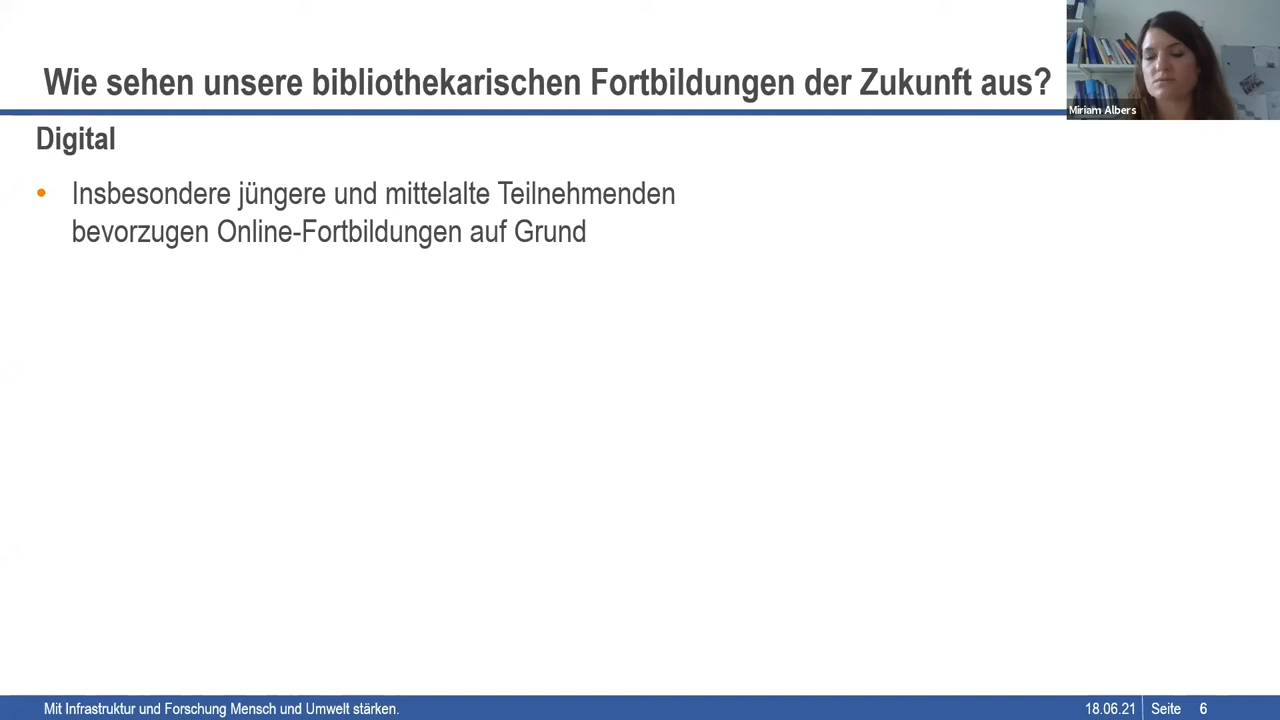 Wie sehen unsere bibliothekarischen Fortbildungen der Zukunft aus?
Miriam Albers
Digital
• Insbesondere jüngere und mittelalte Teilnehmenden
bevorzugen Online-Fortbildungen auf Grund
Mit Infrastruktur und Forschung Mensch und Umwelt stärken.
18.06.21 Seite 6